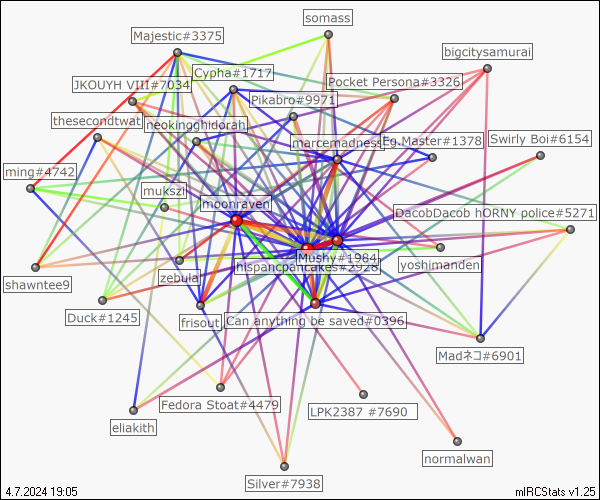 somass
Majestic#3375
bigcitysamurai
Cypha#1717
JKOUYH VIII#7034
Pocket Persona#3326
Pikabro#9971
thesecondtwat
neokingghidorah
marcemadness
Eg.Master#1378
Swirly Boi#6154
ming#4742
mukszi
moonraven
DacobDacob hORNY police#5271
Mushy#1984
hispancpancakes#2928
yoshimanden
zebula
shawntee9
Duck#1245
frisout
Can anything be saved#0396
Madネコ#6901
Fedora Stoat#4479
LPK2387 #7690
eliakith
normalwan
Silver#7938
4.7.2024 19:05
mIRCStats v1.25